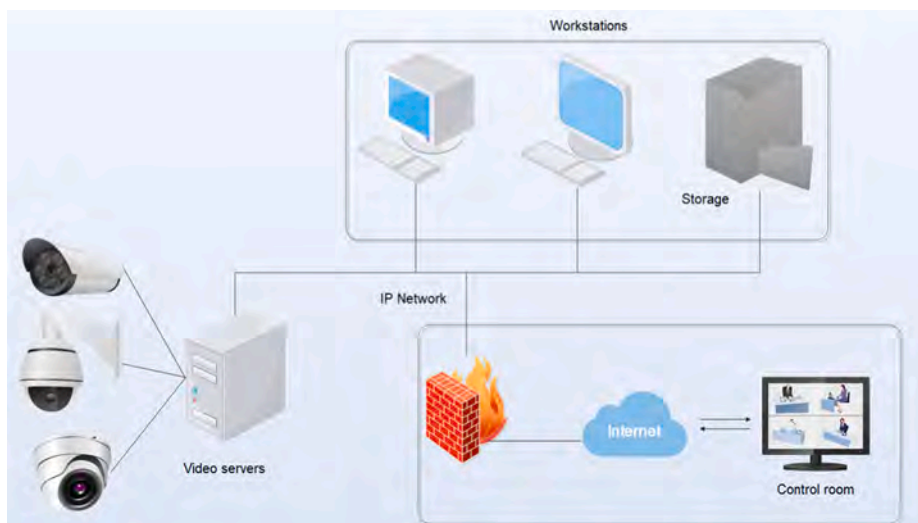 Workstations
Storage
IP Network
Video servers
Internet
Control room